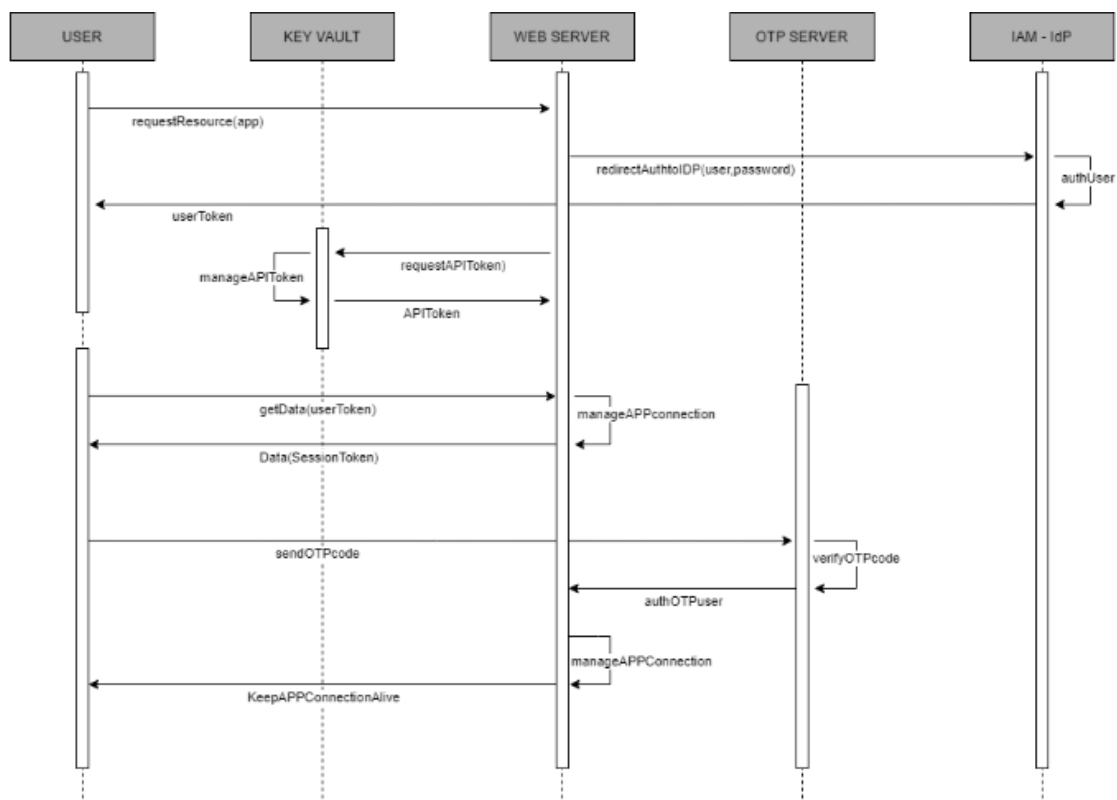 USER
KEY VAULT
WEB SERVER
OTP SERVER
IAM - IdP
requestResource(app)
redirectAuthtoIDP(user,password)
authUser
userToken
requestAPIToken)
manageAPIToken
APIToken
getData(userToken)
manageAPPconnection
Data(SessionToken)
sendOTPcode
verifyOTPcode
authOTPuser
manageAPPConnection
KeepAPPConnectionAlive